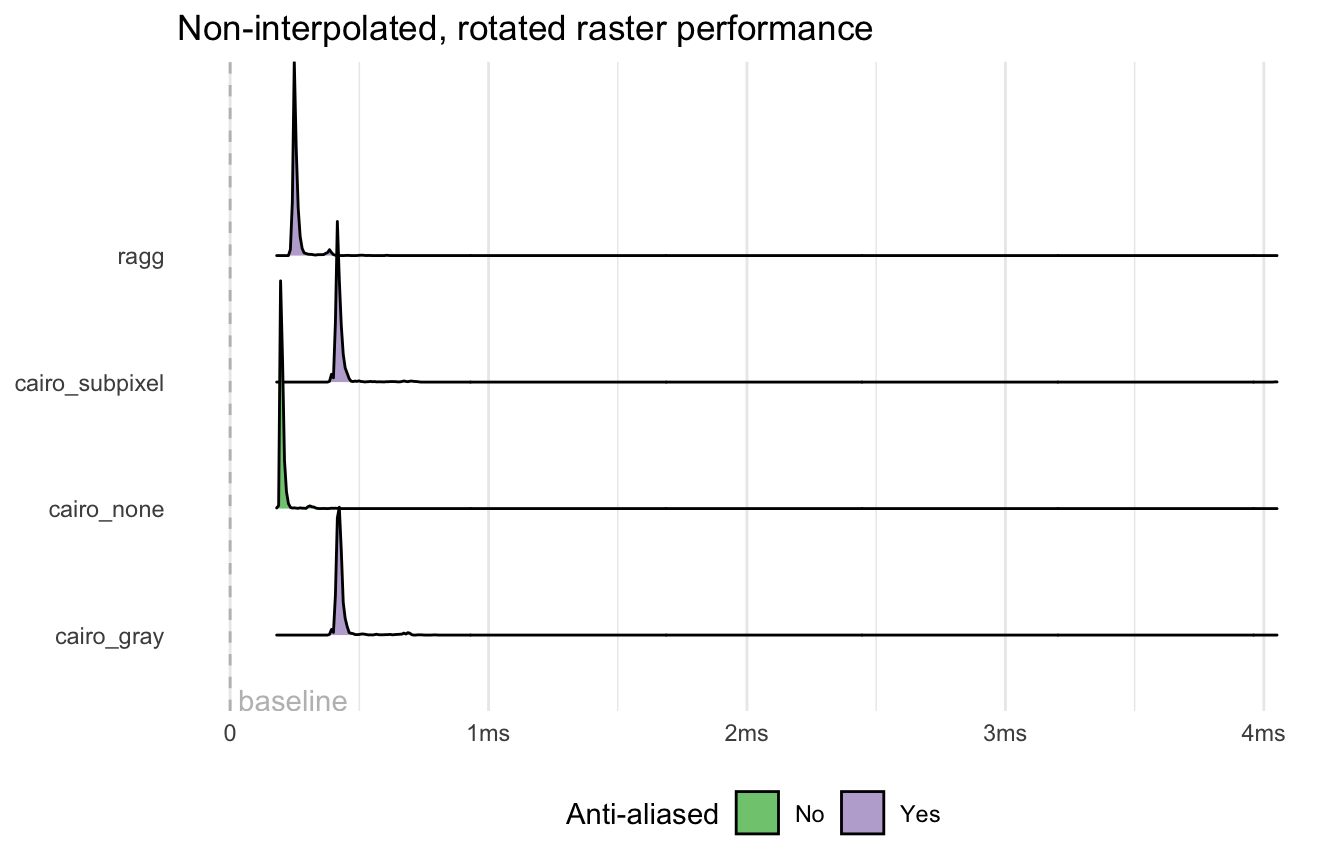 Non-interpolated, rotated raster performance
ragg
cairo_subpixel
cairo_none
cairo_gray
baseline
0 1ms 2ms 3ms 4ms
Anti-aliased No Yes